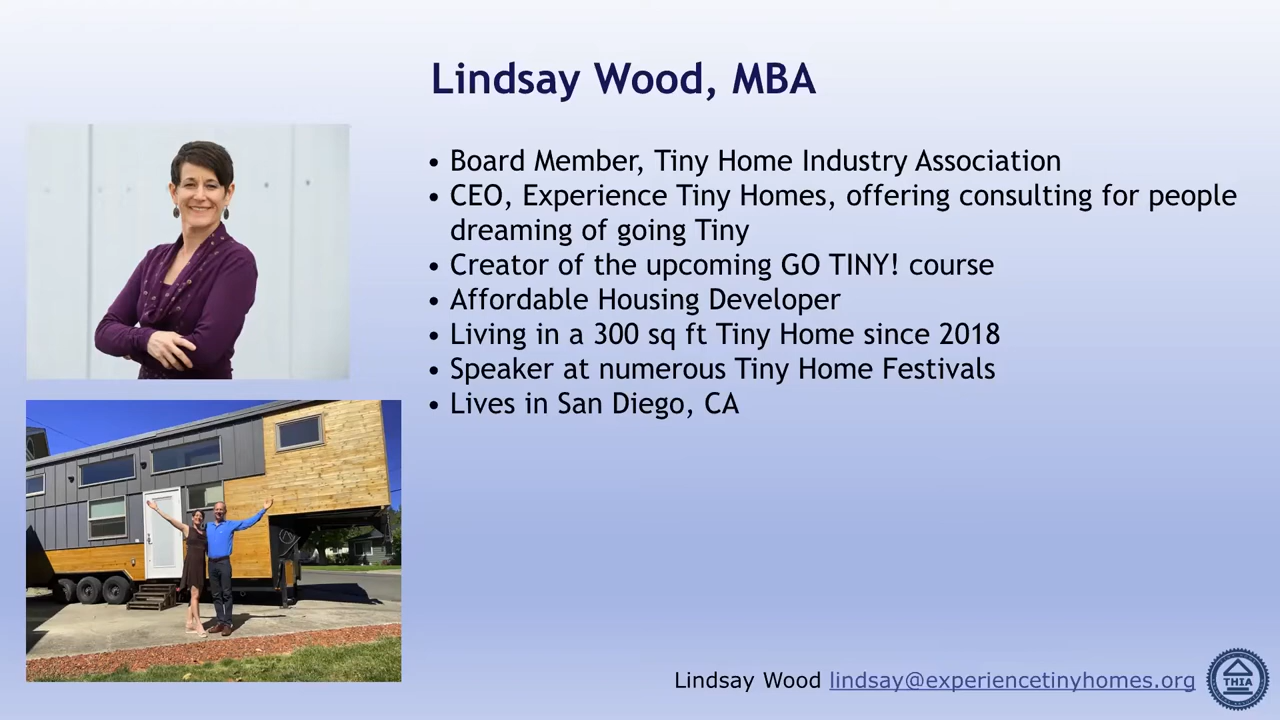 Lindsay Wood, MBA
• Board Member, Tiny Home Industry Association
• CEO, Experience Tiny Homes, offering consulting for people
dreaming of going Tiny
• Creator of the upcoming GO TINY! course
• Affordable Housing Developer
• Living in a 300 sq ft Tiny Home since 2018
• Speaker at numerous Tiny Home Festivals
• Lives in San Diego, CA
Lindsay Wood lindsay@experiencetinyhomes.org
THIA